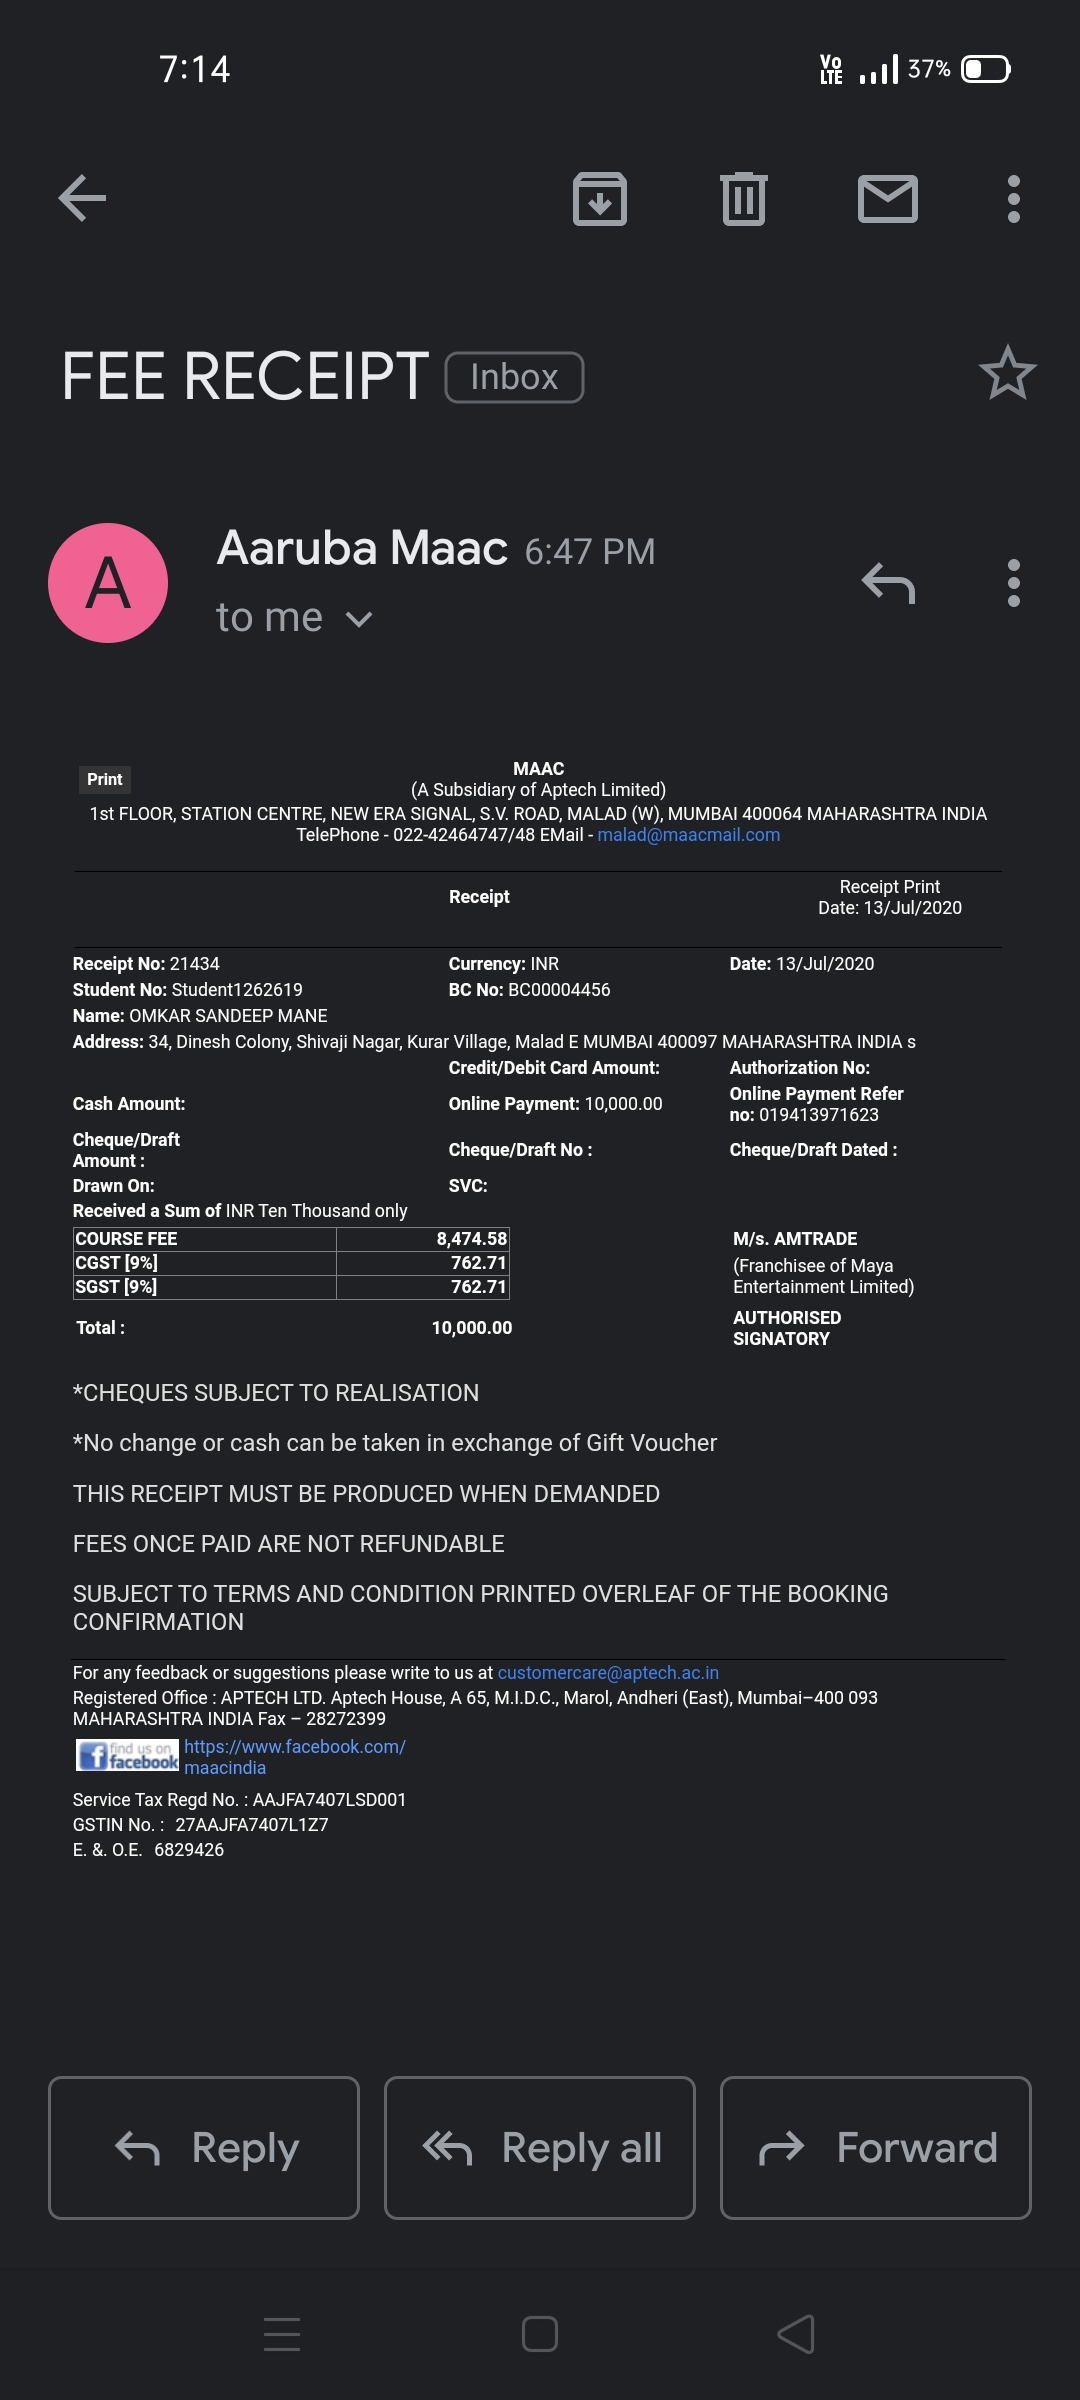 7:14
Vo LTE 37%
FEE RECEIPT Inbox
A
Aaruba Maac 6:47 PM
to me
Print
MAAC
(A Subsidiary of Aptech Limited)
1st FLOOR, STATION CENTRE, NEW ERA SIGNAL, S.V. ROAD, MALAD (W), MUMBAI 400064 MAHARASHTRA INDIA
TelePhone - 022-42464747/48 EMail - malad@maacmail.com
Receipt
Receipt Print
Date: 13/Jul/2020
Receipt No: 21434 Currency: INR Date: 13/Jul/2020
Student No: Student1262619 BC No: BC00004456
Name: OMKAR SANDEEP MANE
Address: 34, Dinesh Colony, Shivaji Nagar, Kurar Village, Malad E MUMBAI 400097 MAHARASHTRA INDIA s
Credit/Debit Card Amount: Authorization No:
Cash Amount: Online Payment: 10,000.00 Online Payment Refer
no: 019413971623
Cheque/Draft
Amount : Cheque/Draft No : Cheque/Draft Dated :
Drawn On: SVC:
Received a Sum of INR Ten Thousand only
COURSE FEE 8,474.58
CGST [9%] 762.71
SGST [9%] 762.71
Total : 10,000.00
M/s. AMTRADE
(Franchisee of Maya
Entertainment Limited)
AUTHORISED
SIGNATORY
*CHEQUES SUBJECT TO REALISATION
*No change or cash can be taken in exchange of Gift Voucher
THIS RECEIPT MUST BE PRODUCED WHEN DEMANDED
FEES ONCE PAID ARE NOT REFUNDABLE
SUBJECT TO TERMS AND CONDITION PRINTED OVERLEAF OF THE BOOKING
CONFIRMATION
For any feedback or suggestions please write to us at customercare@aptech.ac.in
Registered Office : APTECH LTD. Aptech House, A 65, M.I.D.C., Marol, Andheri (East), Mumbai–400 093
MAHARASHTRA INDIA Fax – 28272399
find us on
facebook
https://www.facebook.com/
maacindia
Service Tax Regd No. : AAJFA7407LSD001
GSTIN No. : 27AAJFA7407L1Z7
E. &. O.E. 6829426
Reply Reply all Forward